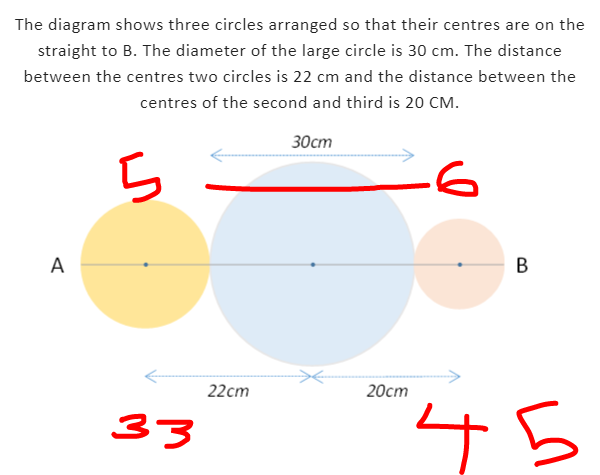 The diagram shows three circles arranged so that their centres are on the
straight to B. The diameter of the large circle is 30 cm. The distance
between the centres two circles is 22 cm and the distance between the
centres of the second and third is 20 CM.
30cm
5 6
A B
22cm 20cm
33 45